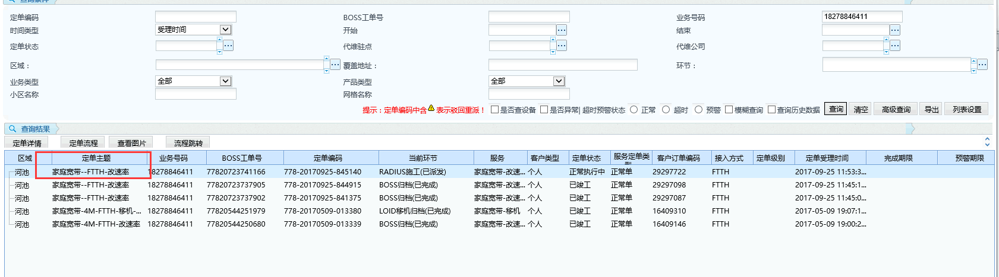 查询条件
定单编码 BOSS工单号 业务号码 18278846411
时间类型 受理时间 开始 结束
定单状态 代维驻点 代维公司
区域： 覆盖地址： 环节：
业务类型 全部 产品类型 全部
小区名称 网格名称
提示：定单编码中含 表示驳回重派！ 是否查设备 是否异常| 超时预警状态 正常 超时 预警 模糊查询 查询历史数据 查询 清空 高级查询 导出 列表设置
查询结果
定单详情 定单流程 查看图片 流程跳转
区域 定单主题 业务号码 BOSS工单号 定单编码 当前环节 服务 客户类型 定单状态 服务定单类型 客户订单编码 接入方式 定单级别 定单受理时间 完成期限 预警期限
河池 家庭宽带--FTTH-改速率 18278846411 77820723741166 778-20170925-845140 RADIUS施工(已派发) 家庭宽带-改速... 个人 正常执行中 正常单 29297722 FTTH 2017-09-25 11:53:3...
河池 家庭宽带--FTTH-改速率 18278846411 77820723737905 778-20170925-844915 BOSS归档(已完成) 家庭宽带-改速... 个人 已竣工 正常单 29297098 FTTH 2017-09-25 11:45:1...
河池 家庭宽带--FTTH-改速率 18278846411 77820723737902 778-20170925-841375 BOSS归档(已完成) 家庭宽带-改速... 个人 已竣工 正常单 29297087 FTTH 2017-09-25 11:45:0...
河池 家庭宽带-4M-FTTH-移机-... 18278846411 77820544251979 778-20170509-013380 LOID移机归档(已完成) 家庭宽带-移机 个人 已竣工 正常单 16409310 FTTH 2017-05-09 19:07:1...
河池 家庭宽带-4M-FTTH-改速率 18278846411 77820544250680 778-20170509-013339 BOSS归档(已完成) 家庭宽带-改速... 个人 已竣工 正常单 16409146 FTTH 2017-05-09 19:00:2...